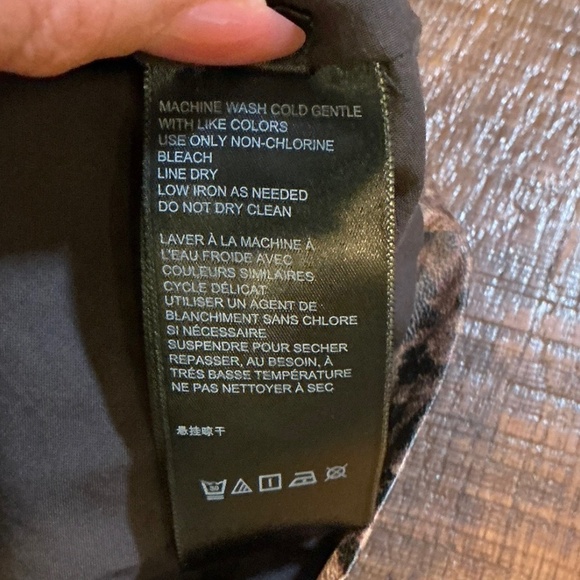 MACHINE WASH COLD GENTLE
WITH LIKE COLORS
USE ONLY NON-CHLORINE
BLEACH
LINE DRY
LOW IRON AS NEEDED
DO NOT DRY CLEAN
LAVER À LA MACHINE À
L'EAU FROIDE AVEC
COULEURS SIMILAIRES
CYCLE DÉLICAT
UTILISER UN AGENT DE
BLANCHIMENT SANS CHLORE
SI NÉCESSAIRE
SUSPENDRE POUR SECHER
REPASSER, AU BESOIN, À
TRÉS BASSE TEMPÉRATURE
NE PAS NETTOYER À SEC
悬挂晾干
30